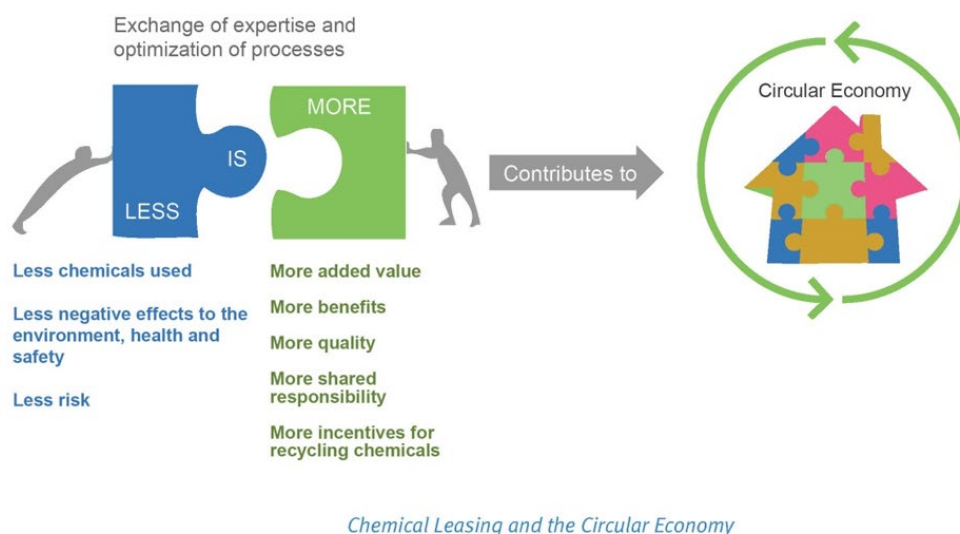 Exchange of expertise and
optimization of processes
MORE
IS
LESS
Contributes to
Circular Economy
Less chemicals used
Less negative effects to the
environment, health and
safety
Less risk
More added value
More benefits
More quality
More shared
responsibility
More incentives for
recycling chemicals
Chemical Leasing and the Circular Economy